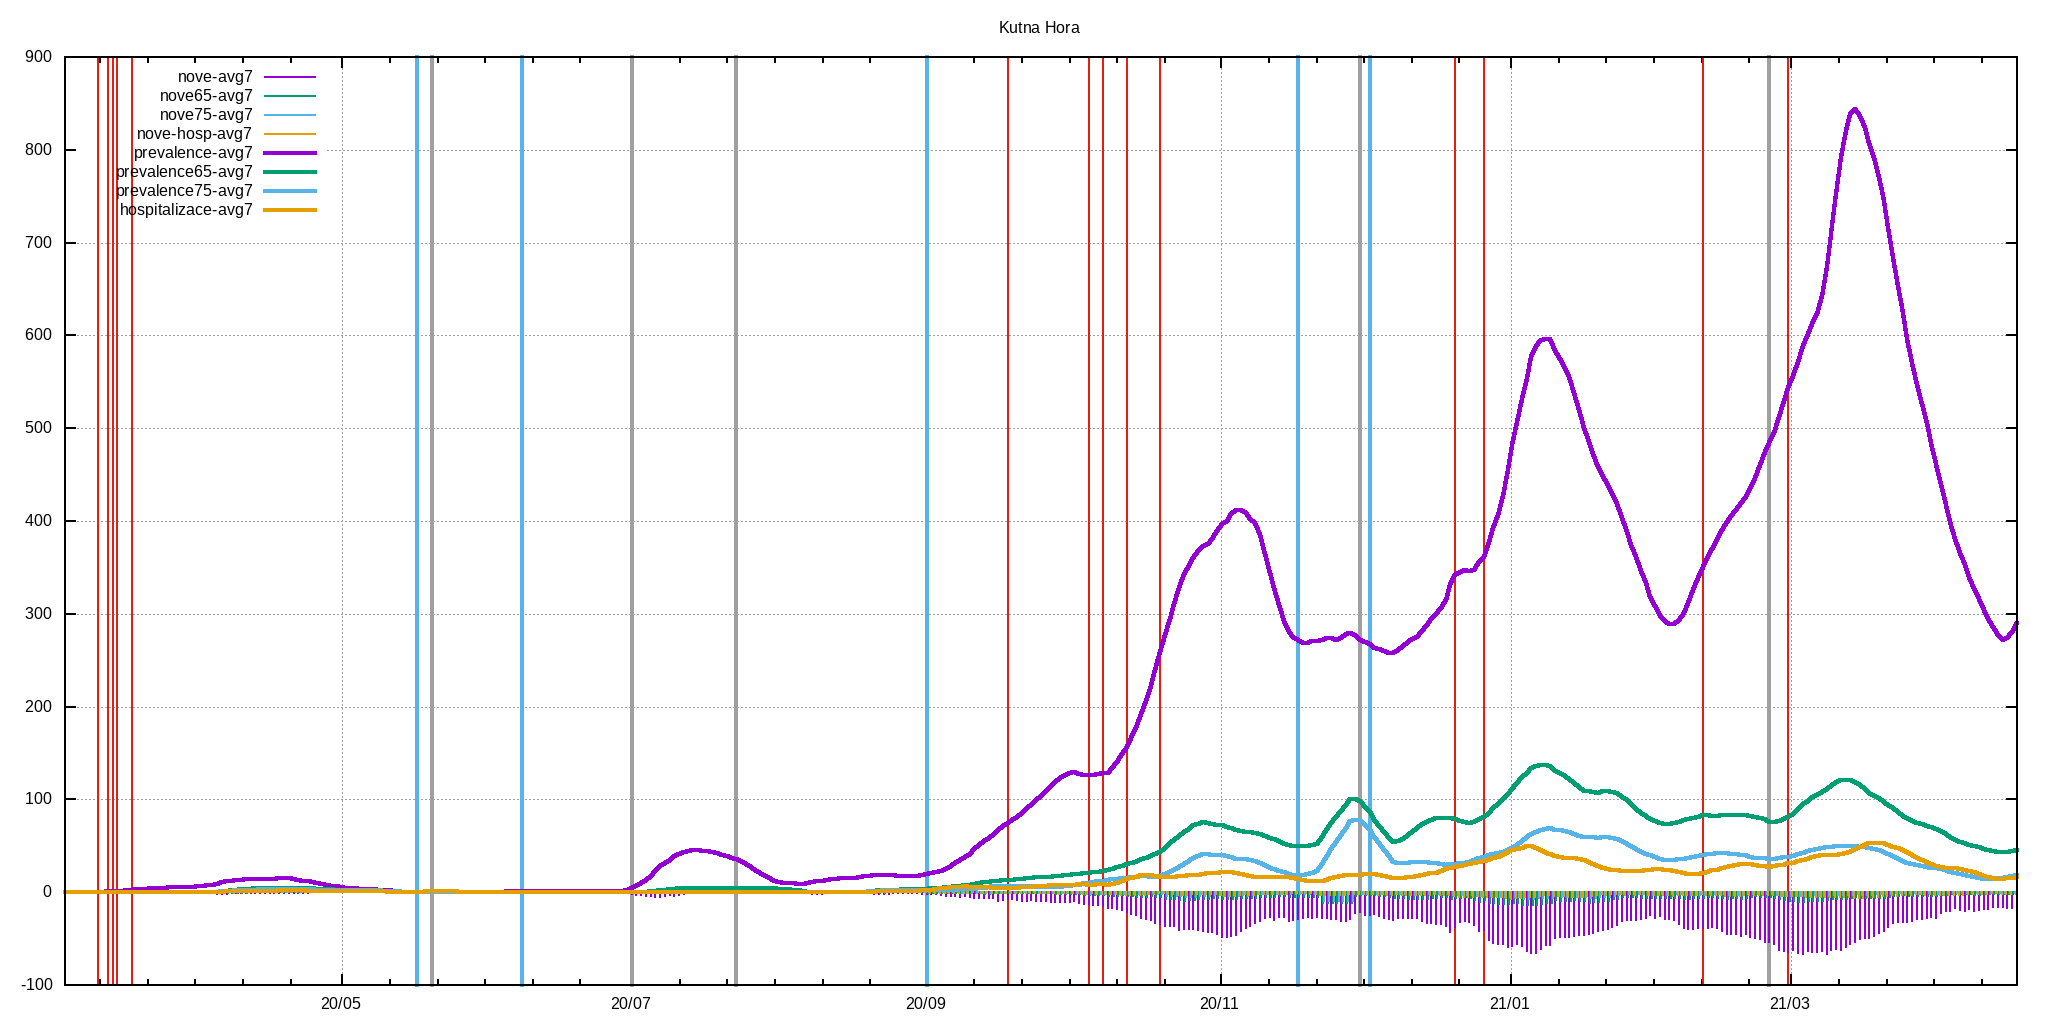 Kutna Hora
900
800
700
600
500
400
300
200
100
0
-100
nove-avg7
nove65-avg7
nove75-avg7
nove-hosp-avg7
prevalence-avg7
prevalence65-avg7
prevalence75-avg7
hospitalizace-avg7
20/05 20/07 20/09 20/11 21/01 21/03